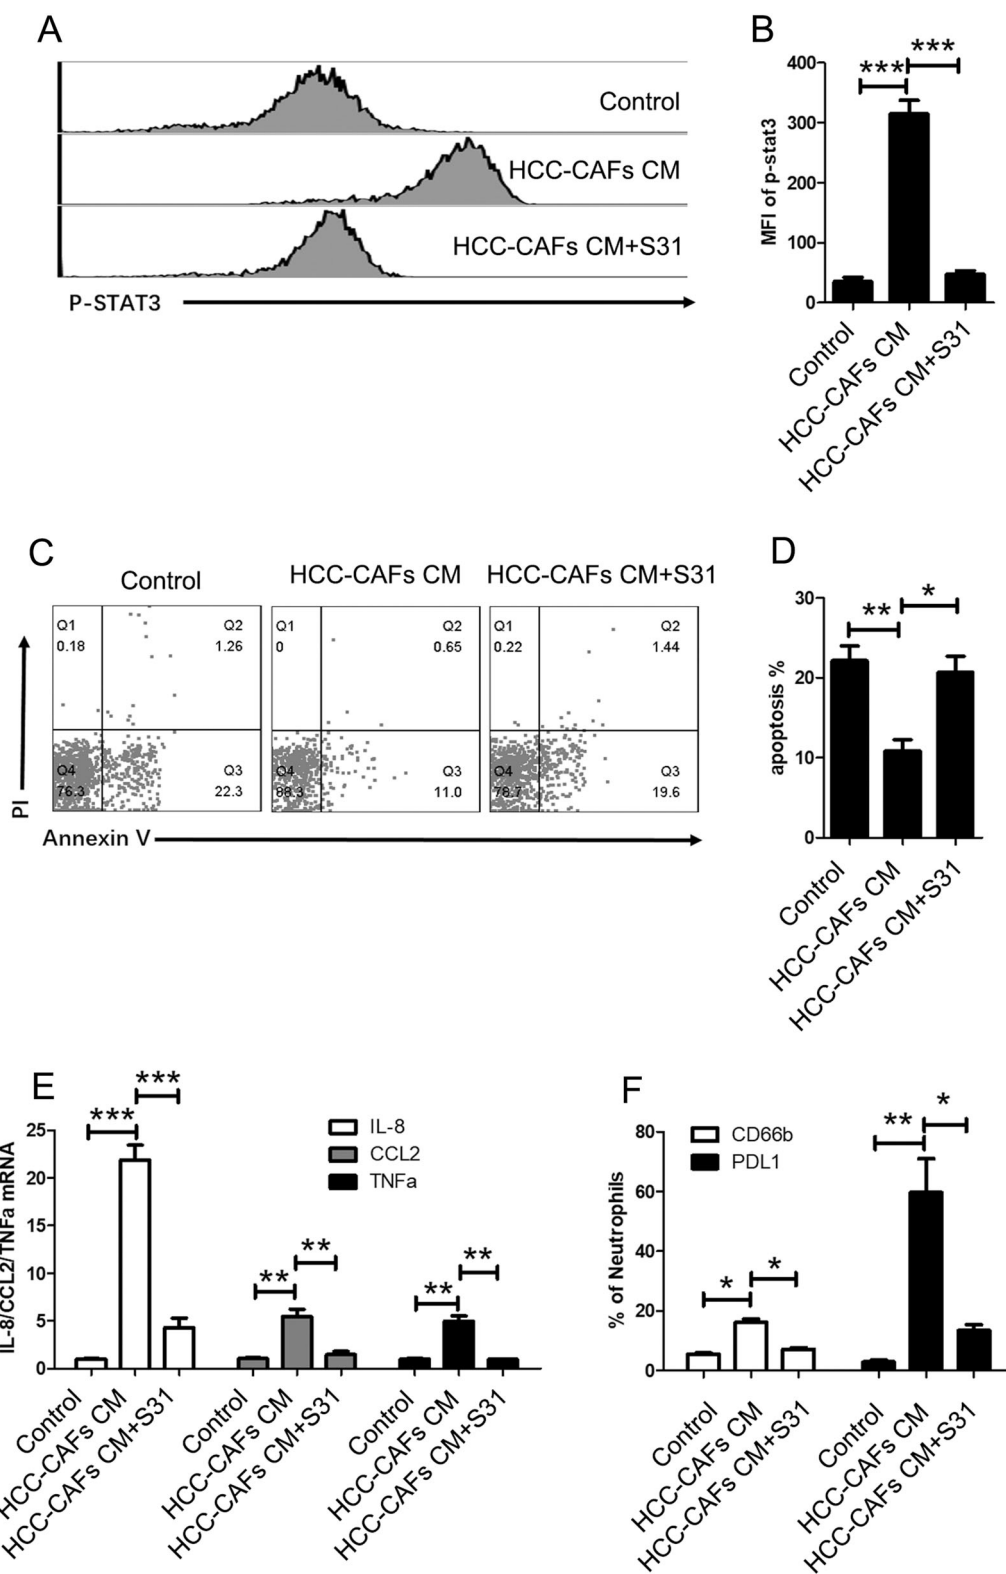 A
Control
HCC-CAFs CM
HCC-CAFs CM+S31
P-STAT3
B
***
***
400
300
200
100
0
MFI of p-stat3
Control
HCC-CAFs CM
HCC-CAFs CM+S31
C
Control
HCC-CAFs CM
HCC-CAFs CM+S31
Q1
0.18
Q2
1.26
Q4
76.3
Q3
22.3
Q1
0
Q2
0.65
Q4
88.3
Q3
11.0
Q1
0.22
Q2
1.44
Q4
78.7
Q3
19.6
PI
Annexin V
D
**
*
30
20
10
0
apoptosis %
Control
HCC-CAFs CM
HCC-CAFs CM+S31
E
***
***
**
**
**
**
IL-8
CCL2
TNFa
25
20
15
10
5
0
IL-8/CCL2/TNFa mRNA
Control
HCC-CAFs CM
HCC-CAFs CM+S31
Control
HCC-CAFs CM
HCC-CAFs CM+S31
Control
HCC-CAFs CM
HCC-CAFs CM+S31
F
*
*
**
*
CD66b
PDL1
80
60
40
20
0
% of Neutrophils
Control
HCC-CAFs CM
HCC-CAFs CM+S31
Control
HCC-CAFs CM
HCC-CAFs CM+S31